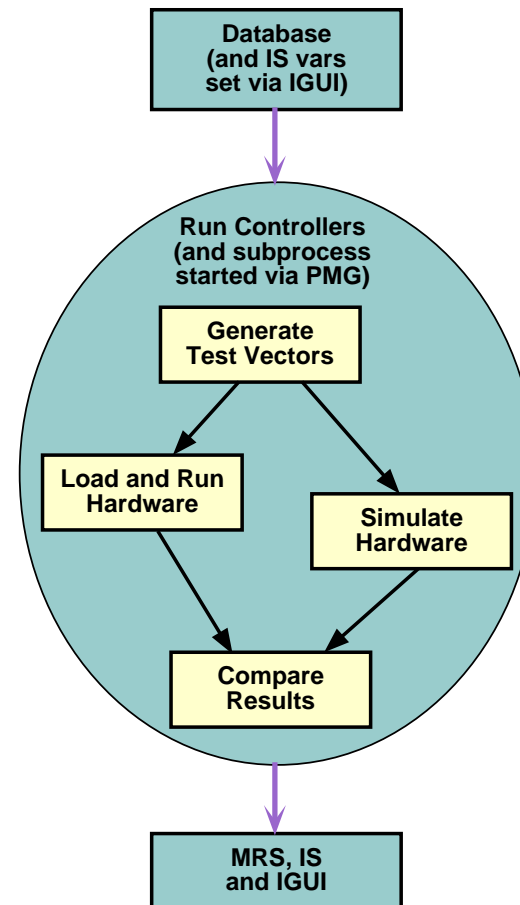 Database
(and IS vars
set via IGUI)
Run Controllers
(and subprocess
started via PMG)
Generate
Test Vectors
Load and Run
Hardware
Simulate
Hardware
Compare
Results
MRS, IS
and IGUI